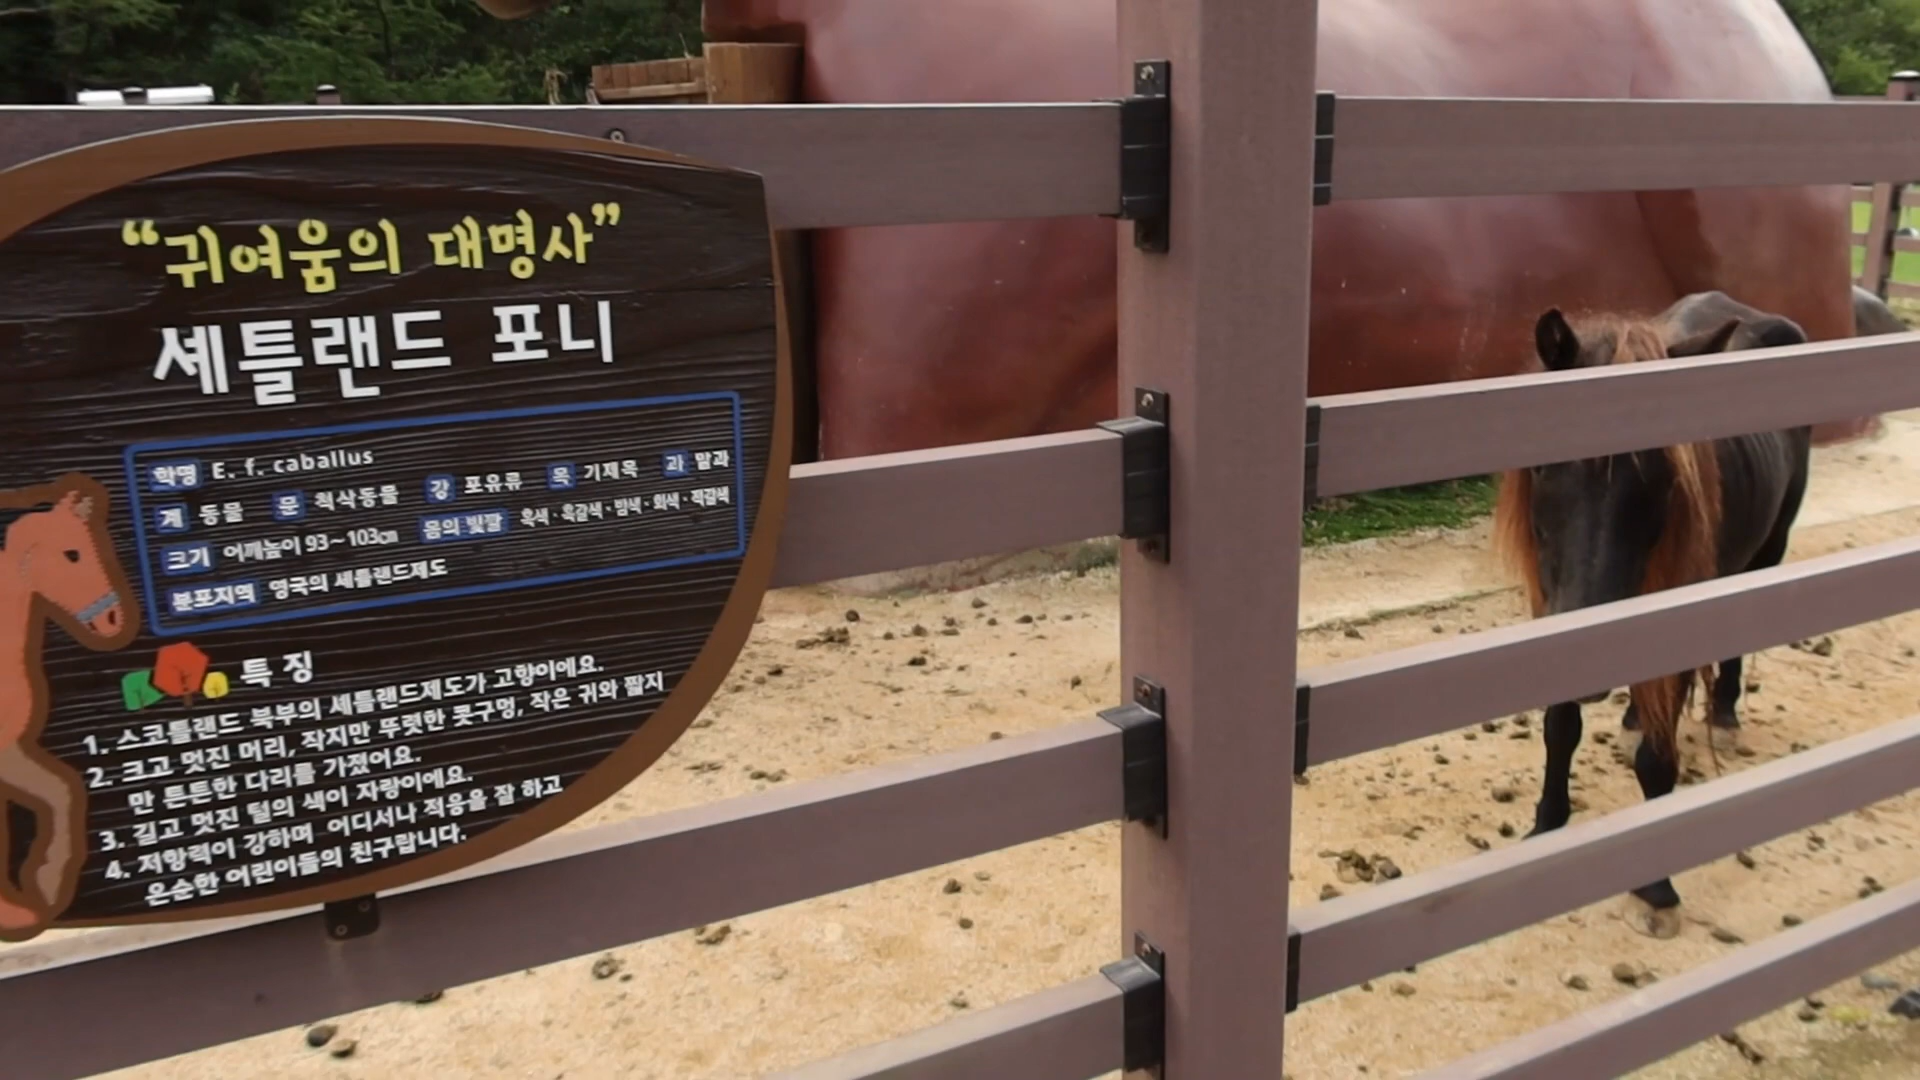 “귀여움의 대명사”
셰틀랜드 포니
학명 E. f. caballus
계 동물 문 척삭동물 강 포유류 목 기제목 과 말과
크기 어깨높이 93~103cm 몸의 빛깔 흑색·흑갈색·밤색·회색·적갈색
분포지역 영국의 셰틀랜드제도
특징
1. 스코틀랜드 북부의 셰틀랜드제도가 고향이에요.
2. 크고 멋진 머리, 작지만 뚜렷한 콧구멍, 작은 귀와 짧지
만 튼튼한 다리를 가졌어요.
3. 길고 멋진 털의 색이 자랑이에요.
4. 저항력이 강하며 어디서나 적응을 잘 하고
온순한 어린이들의 친구랍니다.